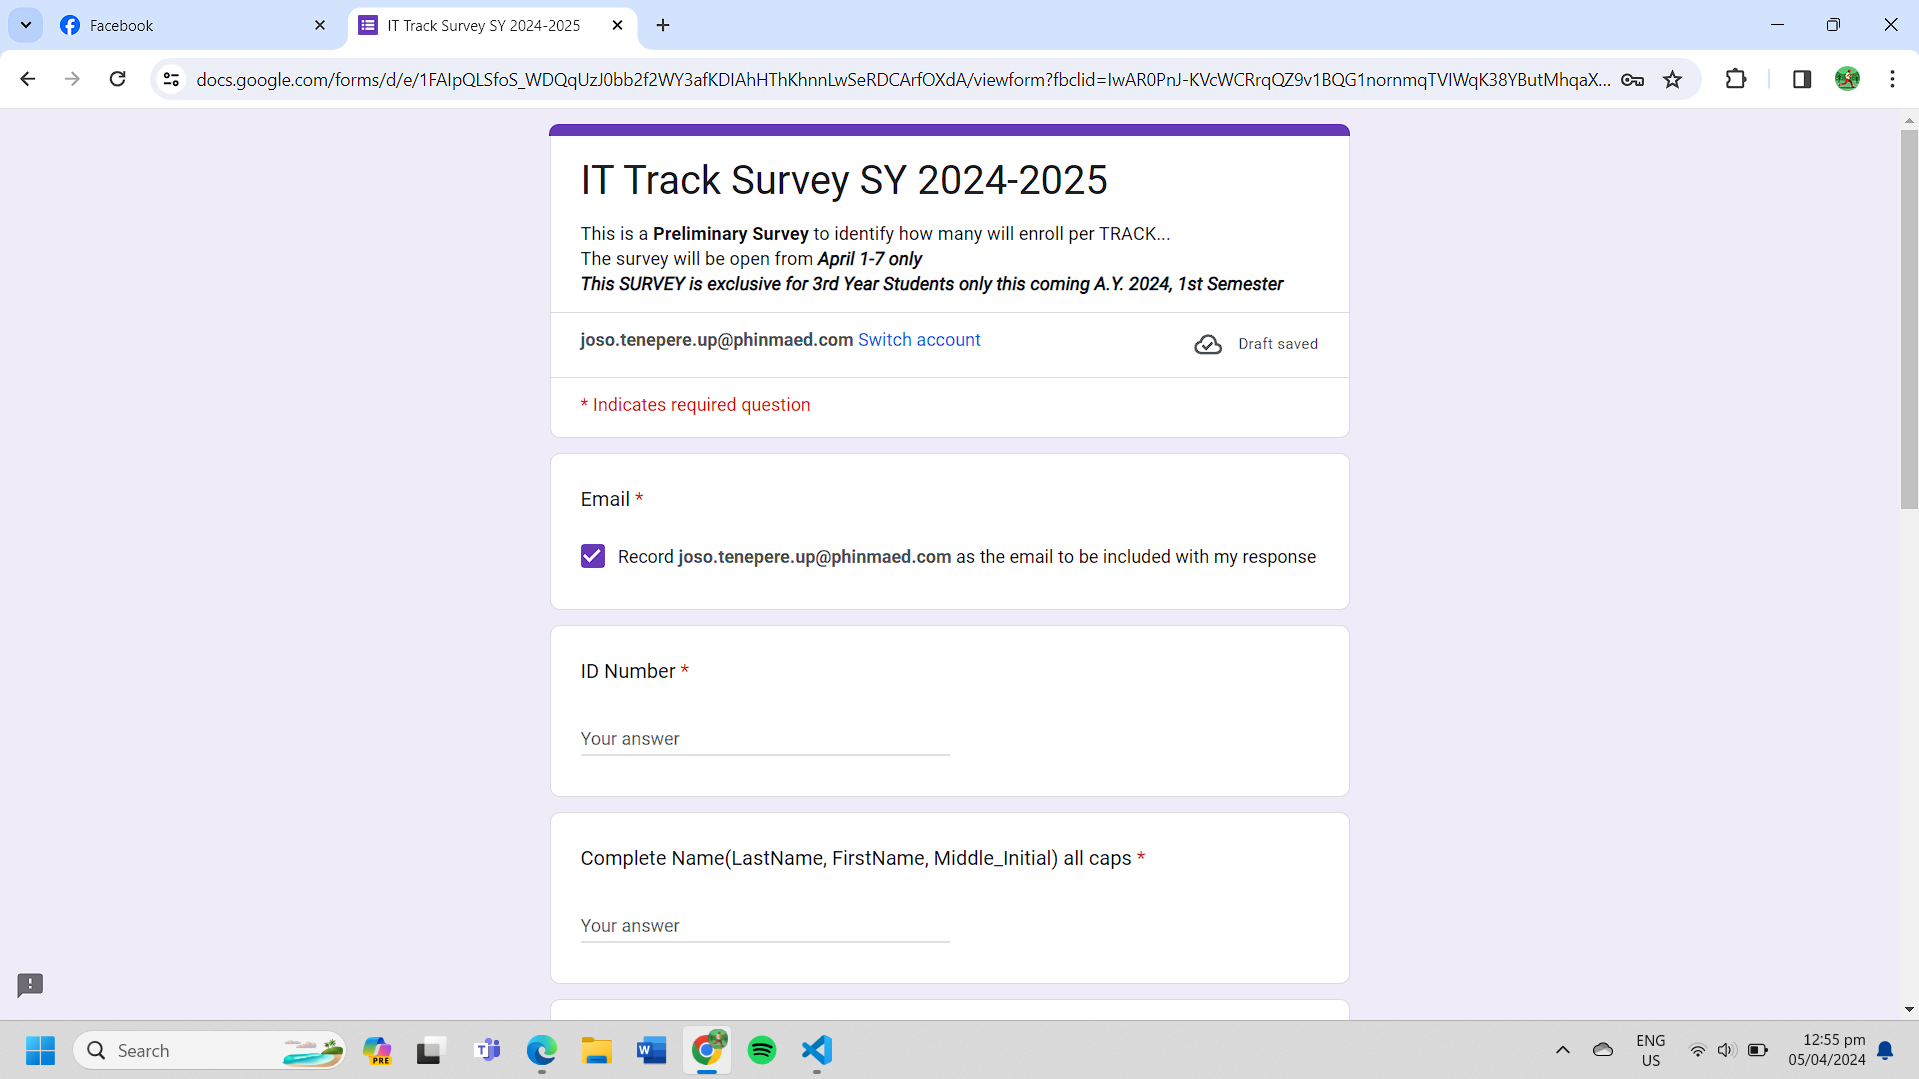 Facebook
IT Track Survey SY 2024-2025
docs.google.com/forms/d/e/1FAIpQLSfoS_WDQqUzJ0bb2f2WY3afKDIAhHThKhnnLwSeRDCArfOXdA/viewform?fbclid=IwAR0PnJ-KVcWCRrqQZ9v1BQG1nornmqTVIWqK38YButMhqaX...
IT Track Survey SY 2024-2025
This is a Preliminary Survey to identify how many will enroll per TRACK...
The survey will be open from April 1-7 only
This SURVEY is exclusive for 3rd Year Students only this coming A.Y. 2024, 1st Semester
joso.tenepere.up@phinmaed.com Switch account
Draft saved
* Indicates required question
Email *
Record joso.tenepere.up@phinmaed.com as the email to be included with my response
ID Number *
Your answer
Complete Name(LastName, FirstName, Middle_Initial) all caps *
Your answer
Search
PRE
ENG
US
12:55 pm
05/04/2024